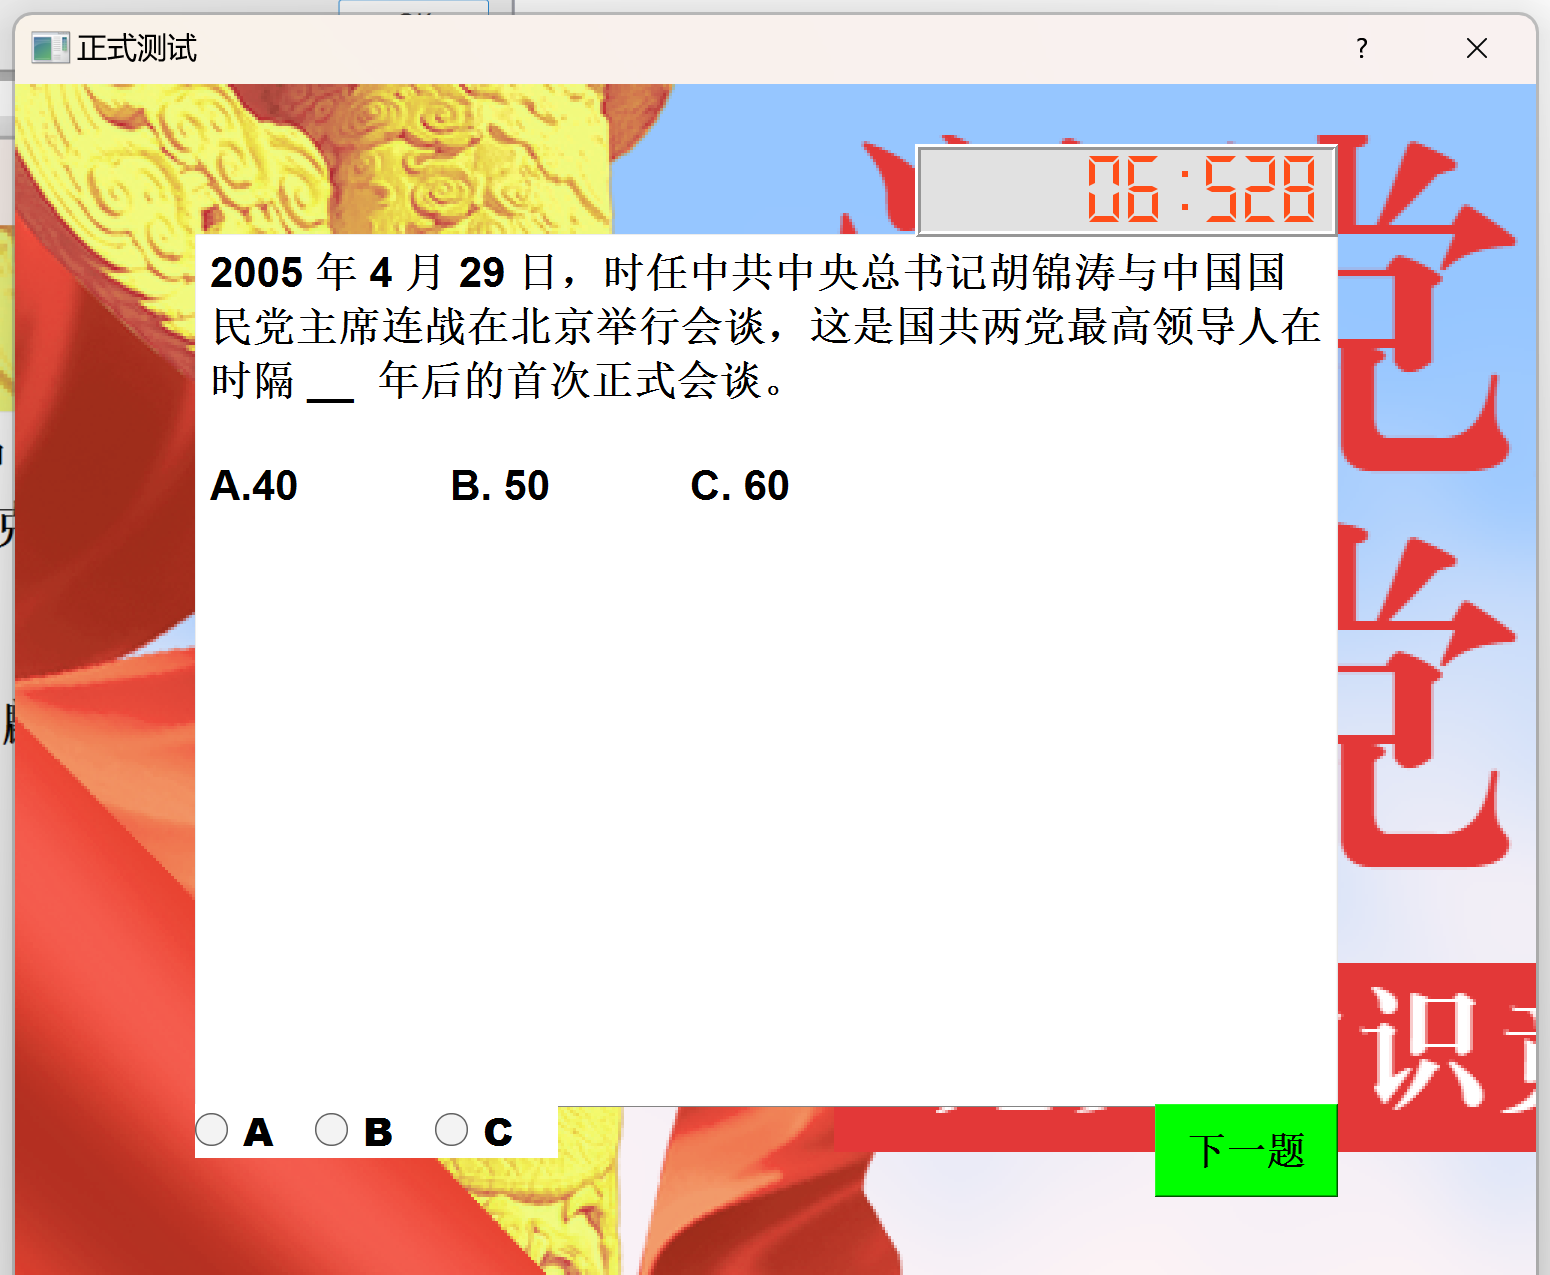 正式测试
?
06:528
党
2005 年 4 月 29 日，时任中共中央总书记胡锦涛与中国国
民党主席连战在北京举行会谈，这是国共两党最高领导人在
时隔 __ 年后的首次正式会谈。
A.40 B. 50 C. 60
党
识
A B C
下一题